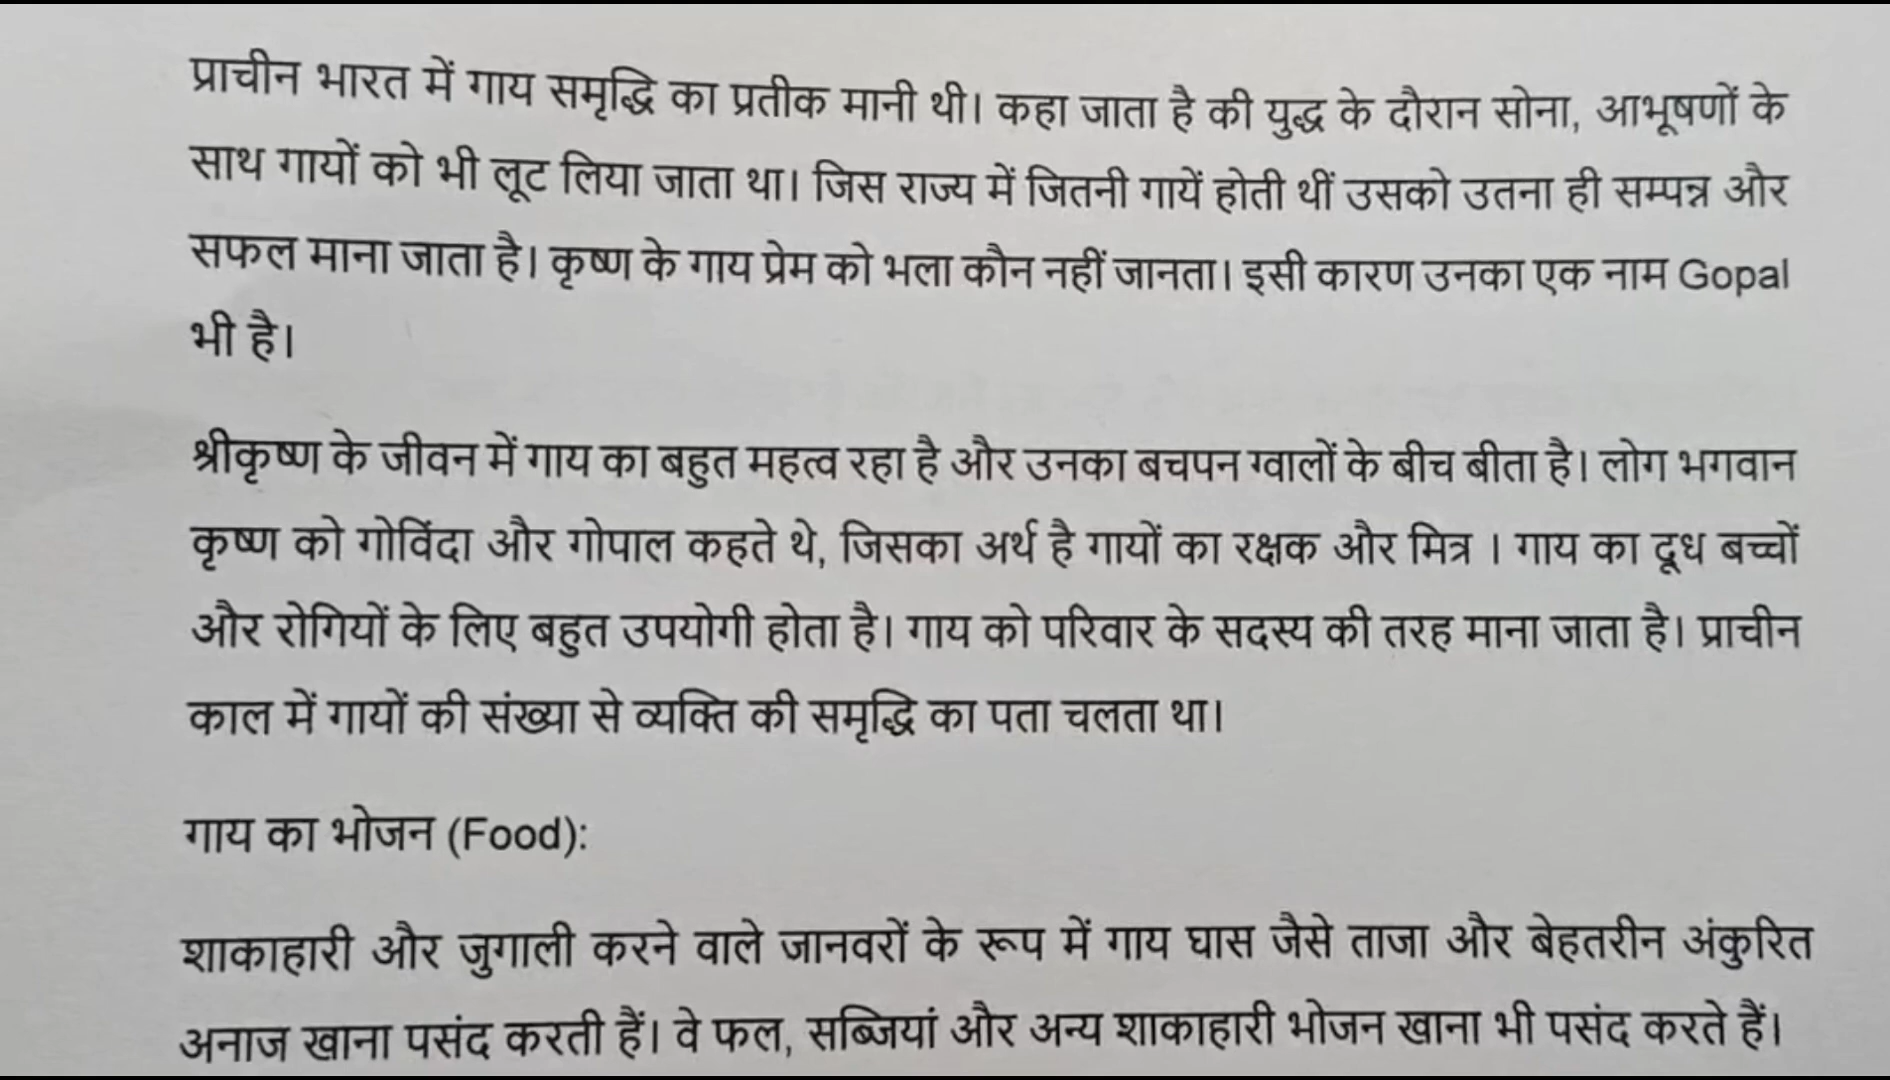 प्राचीन भारत में गाय समृद्धि का प्रतीक मानी थी। कहा जाता है की युद्ध के दौरान सोना, आभूषणों के
साथ गायों को भी लूट लिया जाता था। जिस राज्य में जितनी गायें होती थीं उसको उतना ही सम्पन्न और
सफल माना जाता है। कृष्ण के गाय प्रेम को भला कौन नहीं जानता। इसी कारण उनका एक नाम Gopal
भी है।
श्रीकृष्ण के जीवन में गाय का बहुत महत्व रहा है और उनका बचपन ग्वालों के बीच बीता है। लोग भगवान
कृष्ण को गोविंदा और गोपाल कहते थे, जिसका अर्थ है गायों का रक्षक और मित्र । गाय का दूध बच्चों
और रोगियों के लिए बहुत उपयोगी होता है। गाय को परिवार के सदस्य की तरह माना जाता है। प्राचीन
काल में गायों की संख्या से व्यक्ति की समृद्धि का पता चलता था।
गाय का भोजन (Food):
शाकाहारी और जुगाली करने वाले जानवरों के रूप में गाय घास जैसे ताजा और बेहतरीन अंकुरित
अनाज खाना पसंद करती हैं। वे फल, सब्जियां और अन्य शाकाहारी भोजन खाना भी पसंद करते हैं।